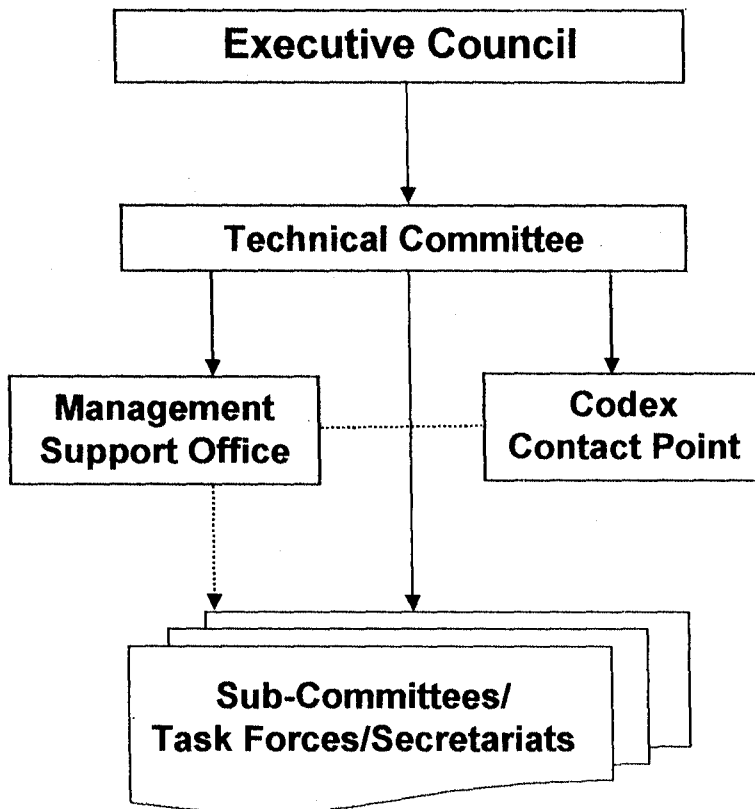 Executive Council
Technical Committee
Management
Support Office
Codex
Contact Point
Sub-Committees/
Task Forces/Secretariats